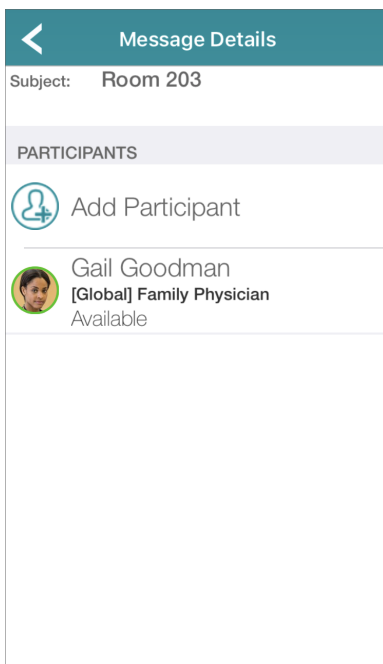 Message Details
Subject: Room 203
PARTICIPANTS
Add Participant
Gail Goodman
[Global] Family Physician
Available